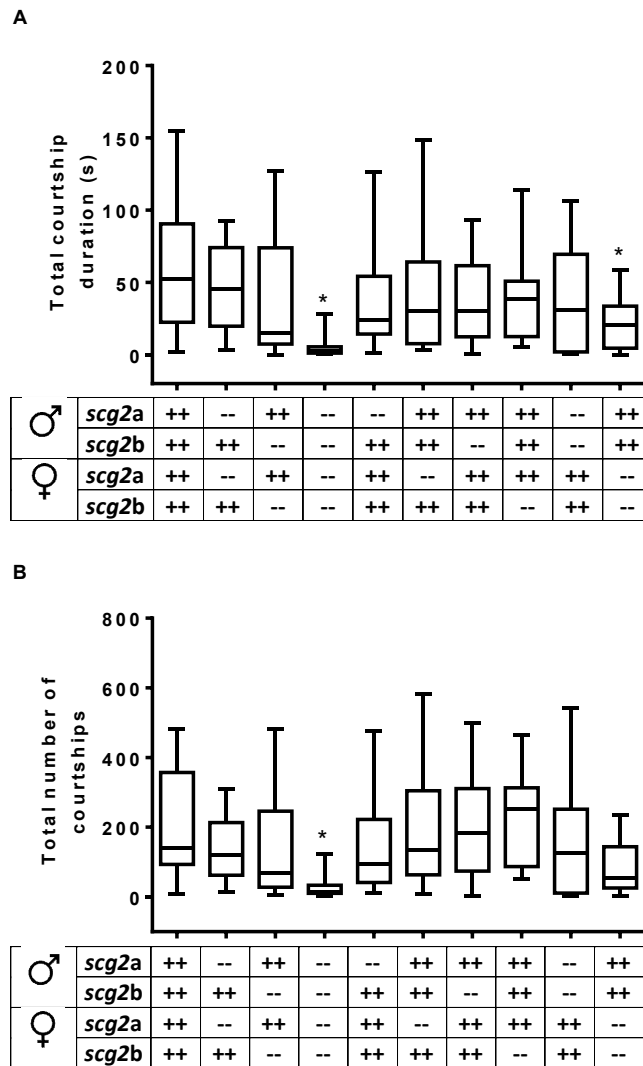 A
Total courtship
duration (s)
200
150
100
50
0
*
*
♂ scg2a ++ -- ++ -- -- ++ ++ ++ -- ++
scg2b ++ ++ -- -- ++ ++ -- ++ -- ++
♀ scg2a ++ -- ++ -- ++ -- ++ ++ ++ --
scg2b ++ ++ -- -- ++ ++ ++ -- ++ --
B
Total number of
courtships
800
600
400
200
0
*
♂ scg2a ++ -- ++ -- -- ++ ++ ++ -- ++
scg2b ++ ++ -- -- ++ ++ -- ++ -- ++
♀ scg2a ++ -- ++ -- ++ -- ++ ++ ++ --
scg2b ++ ++ -- -- ++ ++ ++ -- ++ --